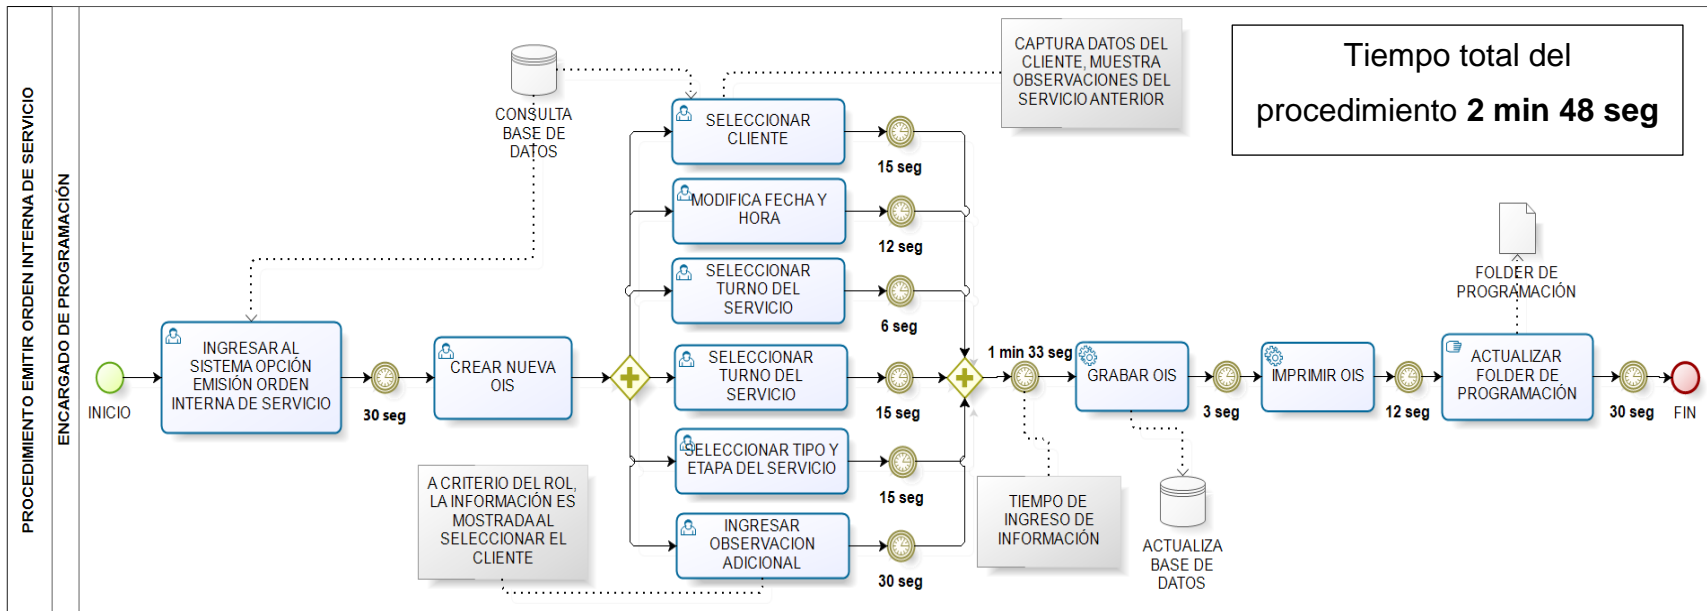 PROCEDIMIENTO EMITIR ORDEN INTERNA DE SERVICIO
ENCARGADO DE PROGRAMACIÓN
INICIO
INGRESAR AL
SISTEMA OPCIÓN
EMISIÓN ORDEN
INTERNA DE SERVICIO
30 seg
CREAR NUEVA
OIS
CONSULTA
BASE DE
DATOS
SELECCIONAR
CLIENTE
15 seg
CAPTURA DATOS DEL
CLIENTE, MUESTRA
OBSERVACIONES DEL
SERVICIO ANTERIOR
MODIFICA FECHA Y
HORA
12 seg
SELECCIONAR
TURNO DEL
SERVICIO
6 seg
SELECCIONAR
TURNO DEL
SERVICIO
15 seg
SELECCIONAR TIPO Y
ETAPA DEL SERVICIO
15 seg
INGRESAR
OBSERVACION
ADICIONAL
30 seg
A CRITERIO DEL ROL,
LA INFORMACIÓN ES
MOSTRADA AL
SELECCIONAR EL
CLIENTE
1 min 33 seg
TIEMPO DE
INGRESO DE
INFORMACIÓN
GRABAR OIS
3 seg
ACTUALIZA
BASE DE
DATOS
IMPRIMIR OIS
12 seg
ACTUALIZAR
FOLDER DE
PROGRAMACIÓN
FOLDER DE
PROGRAMACIÓN
30 seg
FIN
Tiempo total del
procedimiento 2 min 48 seg